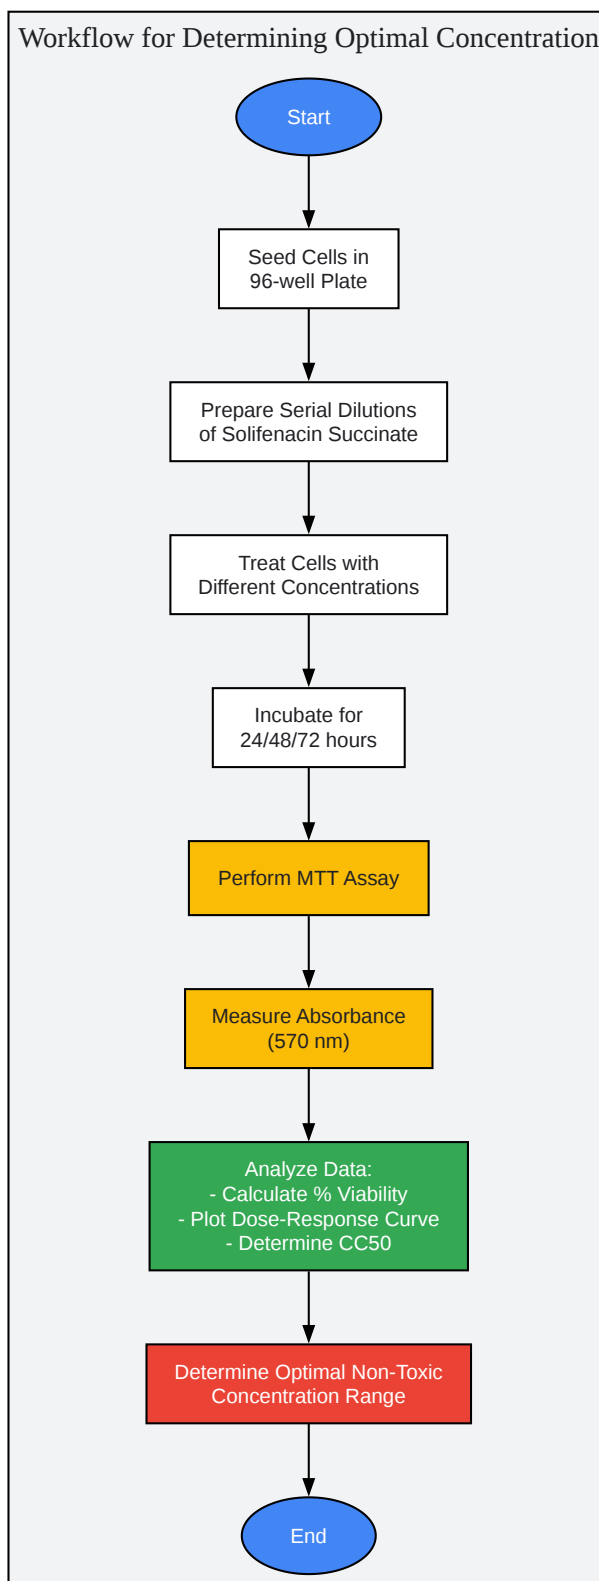 Workflow for Determining Optimal Concentration
Start
Seed Cells in
96-well Plate
Prepare Serial Dilutions
of Solifenacin Succinate
Treat Cells with
Different Concentrations
Incubate for
24/48/72 hours
Perform MTT Assay
Measure Absorbance
(570 nm)
Analyze Data:
- Calculate % Viability
- Plot Dose-Response Curve
- Determine CC50
Determine Optimal Non-Toxic
Concentration Range
End